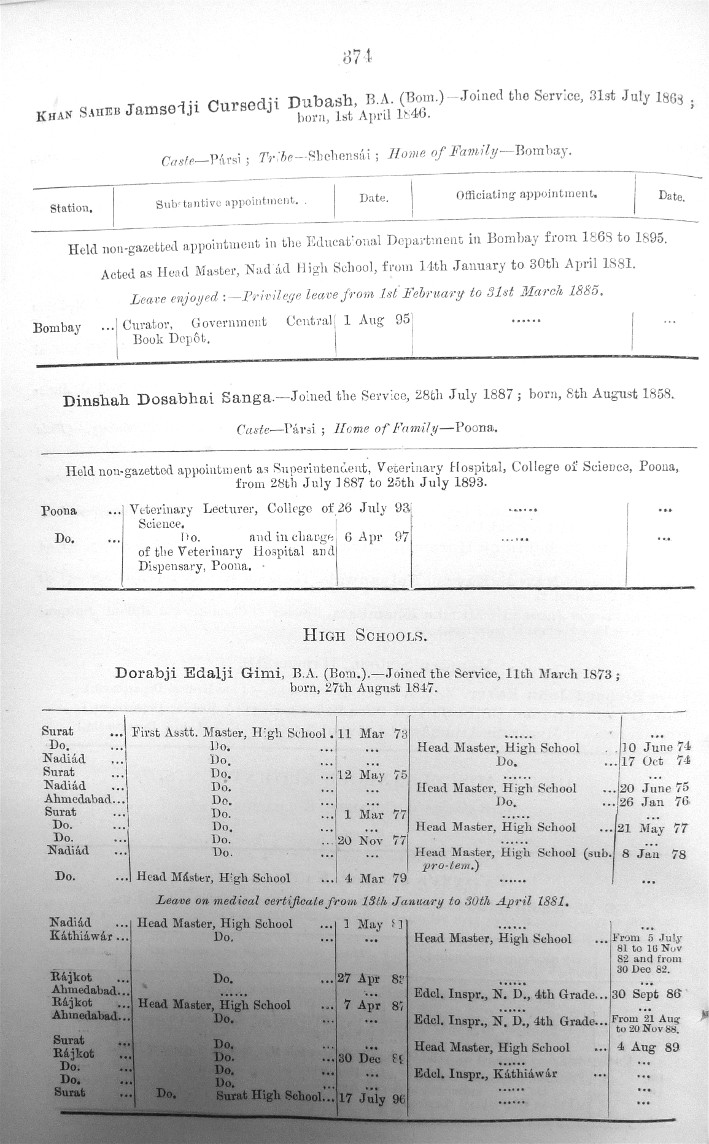 374
KHAN SAHEB Jamsedji Cursedji Dubash, B.A. (Bom.)—Joined the Service, 31st July 1868 ;
born, 1st April 1846.
Caste—Pársi ; Tribe—Shehensái ; Home of Family—Bombay.
Station. Substantive appointment. Date. Officiating appointment. Date.
Held non-gazetted appointment in the Educational Department in Bombay from 1868 to 1895.
Acted as Head Master, Nadiád High School, from 14th January to 30th April 1881.
Leave enjoyed :—Privilege leave from 1st February to 31st March 1885.
Bombay ... Curator, Government Central 1 Aug 95 ...... ...
Book Depôt.
Dinshah Dosabhai Sanga.—Joined the Service, 28th July 1887 ; born, 8th August 1858.
Caste—Pársi ; Home of Family—Poona.
Held non-gazetted appointment as Superintendent, Veterinary Hospital, College of Science, Poona,
from 28th July 1887 to 25th July 1893.
Poona ... Veterinary Lecturer, College of 26 July 93 ...... ...
Science.
Do. ... Do. and in charge 6 Apr 97 ...... ...
of the Veterinary Hospital and
Dispensary, Poona.
HIGH SCHOOLS.
Dorabji Edalji Gimi, B.A. (Bom.).—Joined the Service, 11th March 1873 ;
born, 27th August 1847.
Surat ... First Asstt. Master, High School . 11 Mar 73 ...... ...
Do. ... Do. ... ... Head Master, High School . . 10 June 74
Nadiád ... Do. ... ... Do. ... 17 Oct 74
Surat ... Do. ... 12 May 75 ...... ...
Nadiád ... Do. ... ... Head Master, High School ... 20 June 75
Ahmedabad... Do. ... ... Do. ... 26 Jan 76
Surat ... Do. ... 1 Mar 77 ...... ...
Do. ... Do. ... ... Head Master, High School ... 21 May 77
Do. ... Do. ... 20 Nov 77 ...... ...
Nadiád ... Do. ... ... Head Master, High School (sub. 8 Jan 78
pro-tem.)
Do. ... Head Máster, High School ... 4 Mar 79 ...... ...
Leave on medical certificate from 13th January to 30th April 1881.
Nadiád ... Head Master, High School ... 1 May 81 ...... ...
Káthiáwár ... Do. ... ... Head Master, High School ... From 5 July
81 to 16 Nov
82 and from
30 Dec 82.
Rájkot ... Do. ... 27 Apr ...... ...
Ahmedabad... ...... ... Edcl. Inspr., N. D., 4th Grade... 30 Sept 86
Rájkot ... Head Master, High School ... 7 Apr 87 ...... ...
Ahmedabad... Do. ... ... Edcl. Inspr., N. D., 4th Grade... From 21 Aug
to 20 Nov 88.
Surat ... Do. ... ... Head Master, High School ... 4 Aug 89
Rájkot ... Do. ... 30 Dec ...... ...
Do. ... Do. ... ... Edcl. Inspr., Káthiáwár ... ...
Do. ... Do. ... ... ...... ...
Surat ... Do. Surat High School... 17 July 96 ...... ...